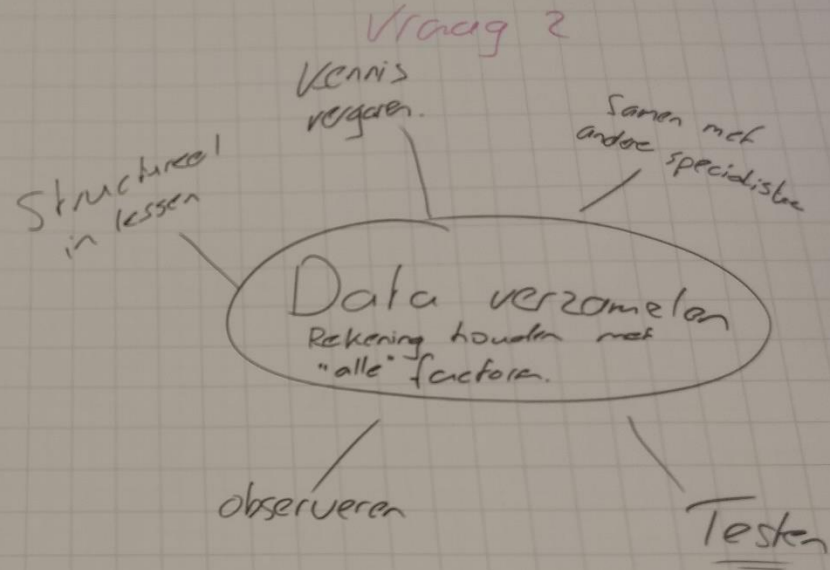 Vraag 2
Kennis
vergaren.
Samen met
andere specialisten
Structureel
in lessen
Data verzamelen
Rekening houden met
"alle" factoren.
observeren
Testen